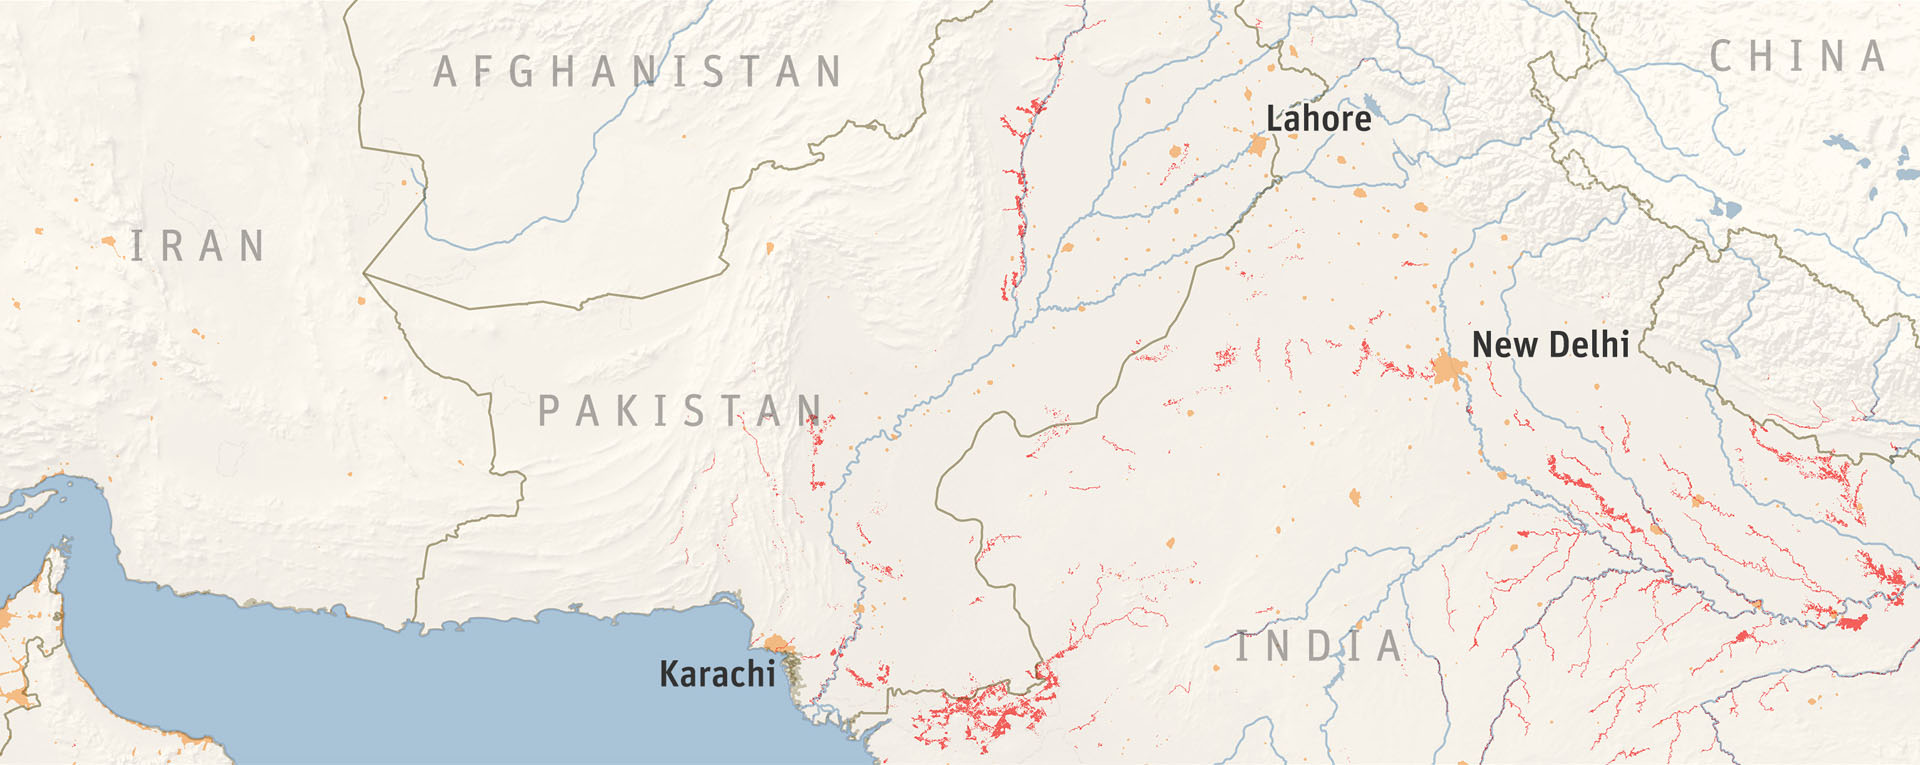 CHINA
AFGHANISTAN
Lahore
IRAN
New Delhi
PAKISTAN
INDIA
Karachi